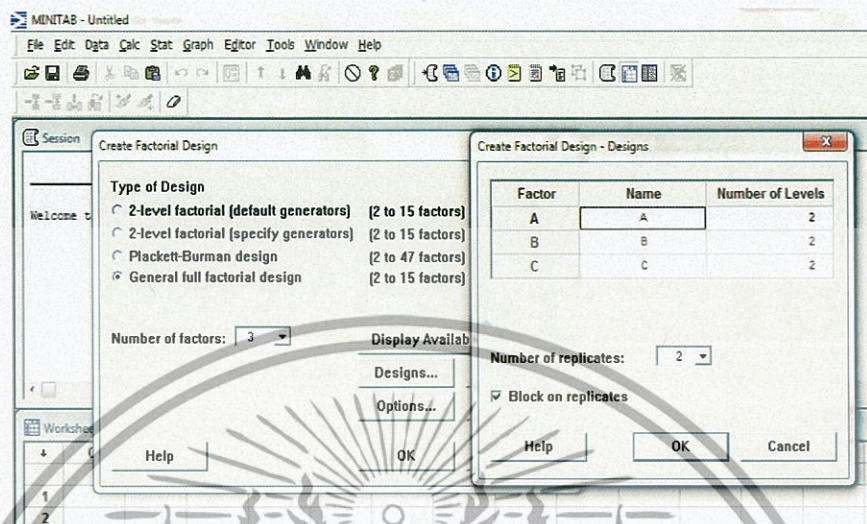 MINITAB - Untitled
File Edit Data Calc Stat Graph Editor Tools Window Help
Session
Welcome t
Create Factorial Design
Type of Design
2-level factorial (default generators) (2 to 15 factors)
2-level factorial (specify generators) (2 to 15 factors)
Plackett-Burman design (2 to 47 factors)
General full factorial design (2 to 15 factors)
Number of factors: 3
Display Availab
Designs...
Options...
Help OK
Create Factorial Design - Designs
Factor Name Number of Levels
A A 2
B B 2
C C 2
Number of replicates: 2
Block on replicates
Help OK Cancel
Workshee
1
2